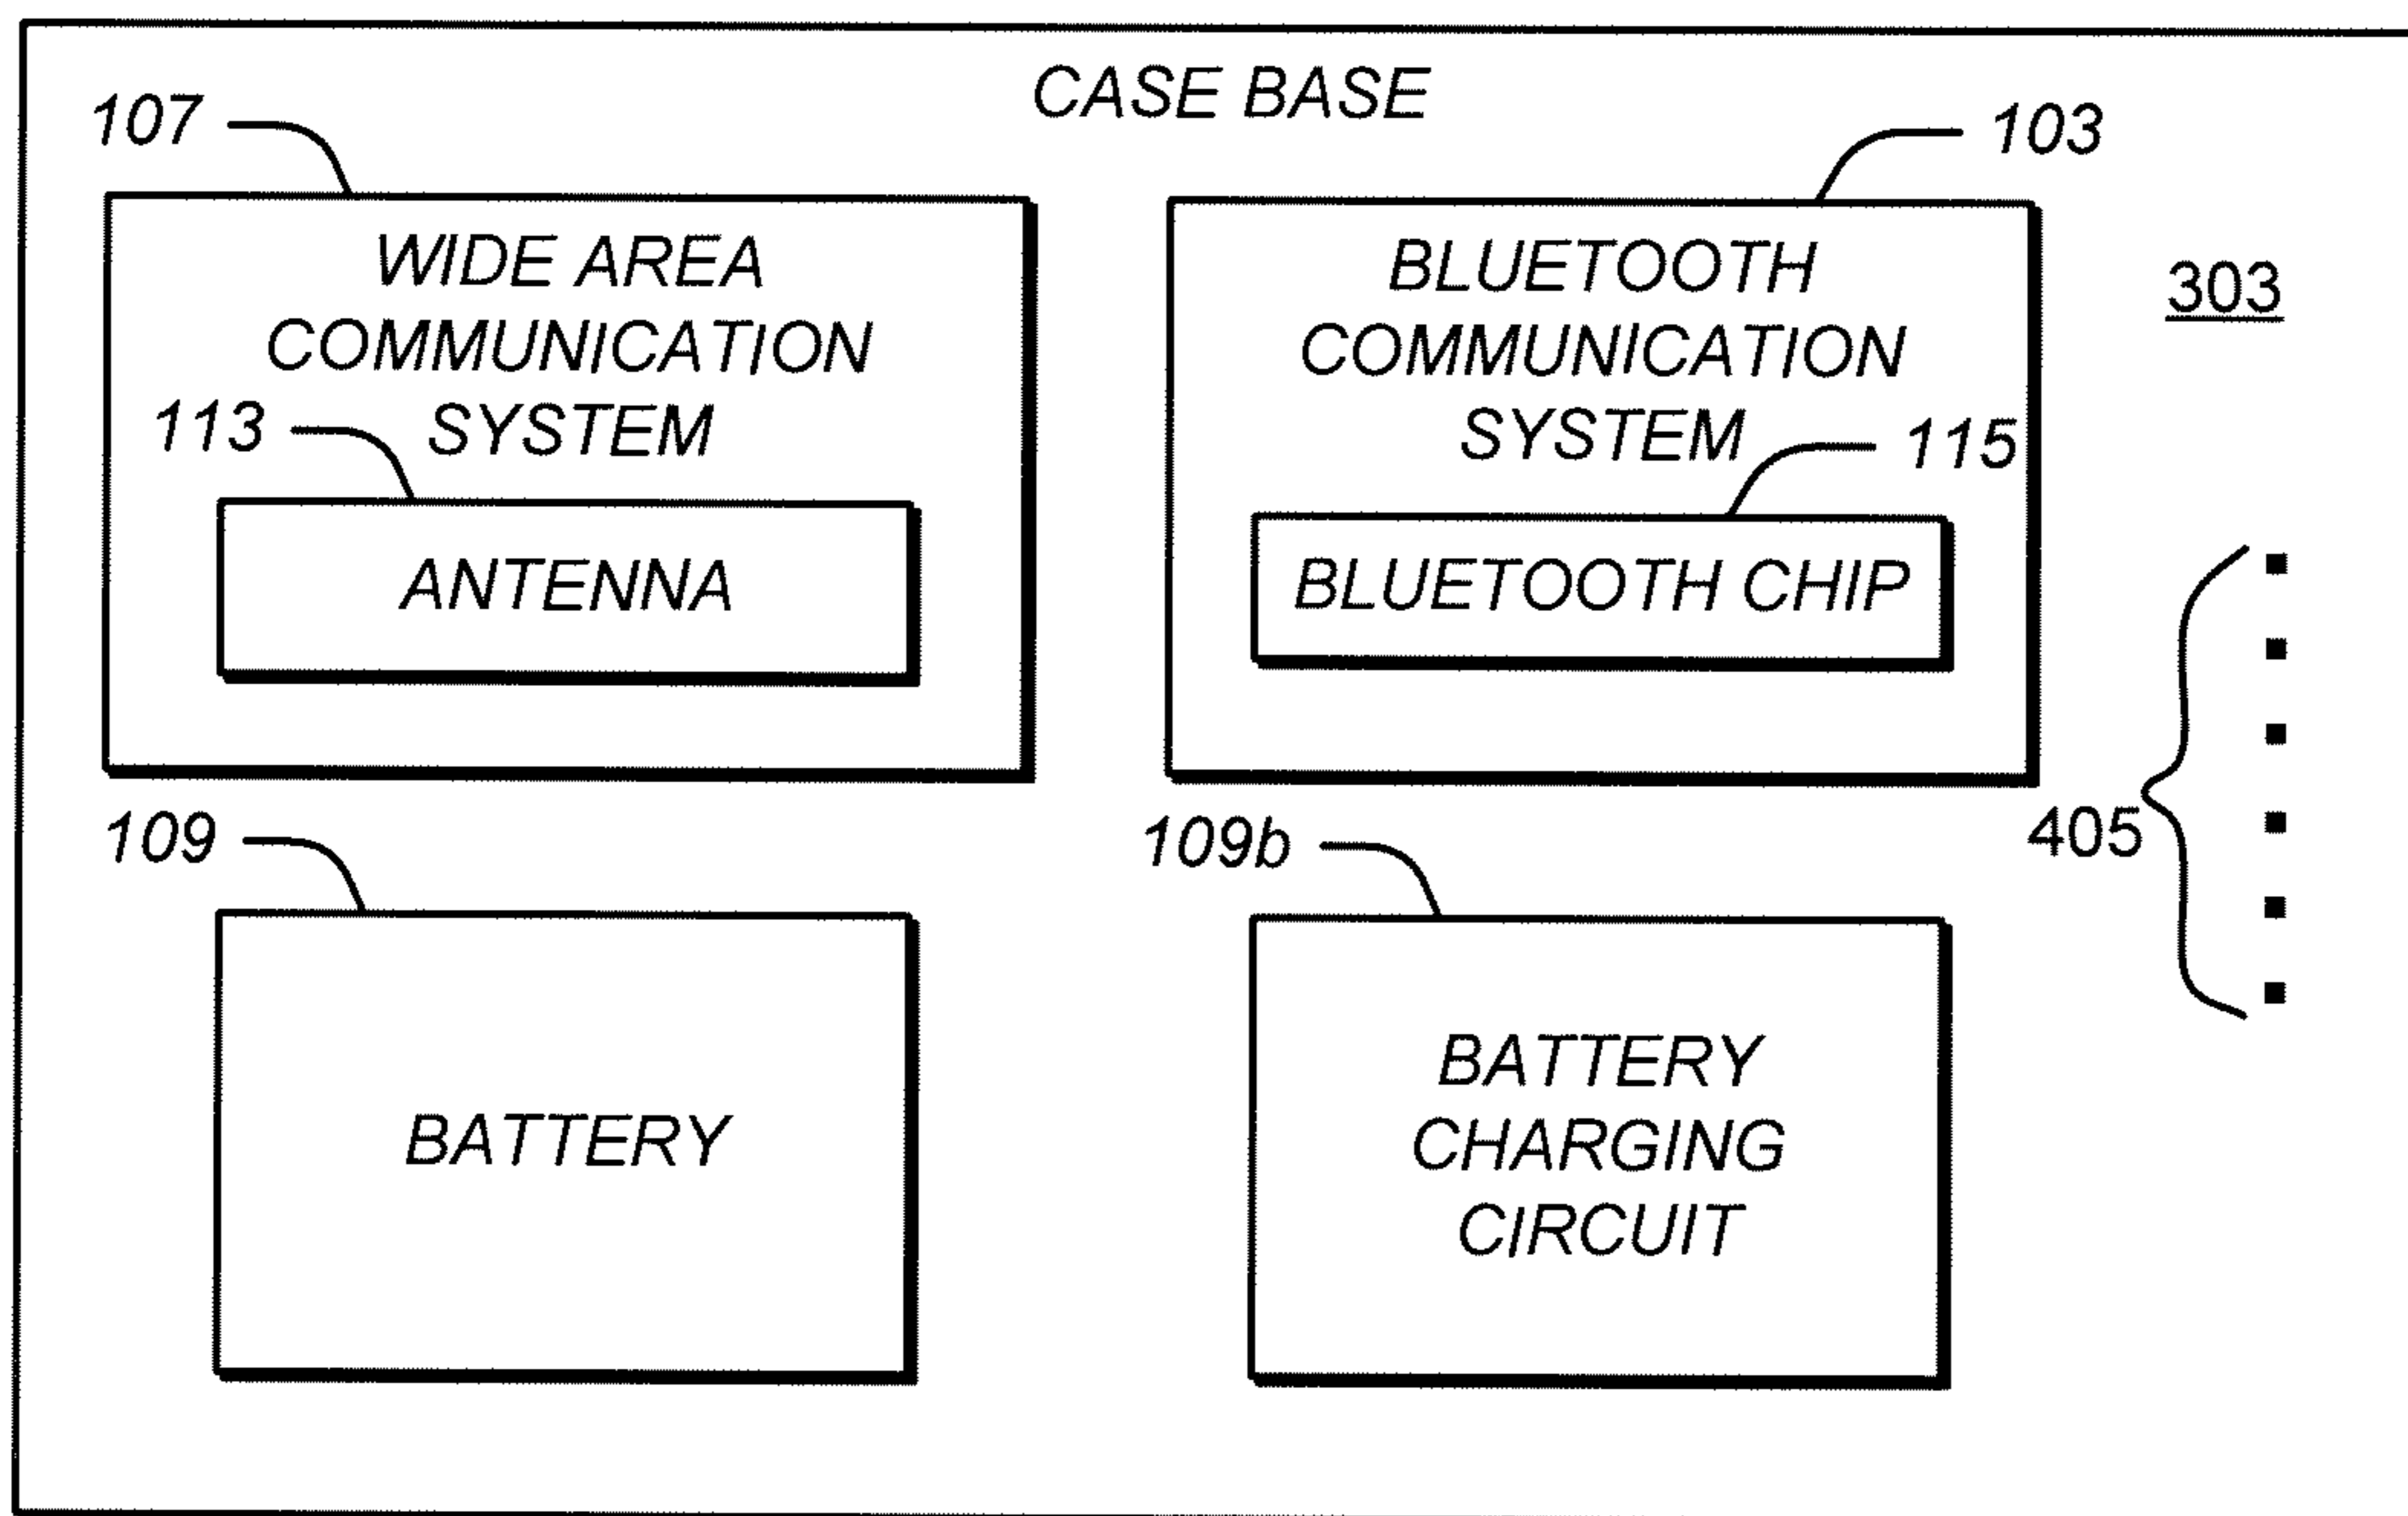 CASE BASE
107
103
WIDE AREA
COMMUNICATION
SYSTEM
113
ANTENNA
BLUETOOTH
COMMUNICATION
SYSTEM
115
BLUETOOTH CHIP
303
405
109
BATTERY
109b
BATTERY
CHARGING
CIRCUIT